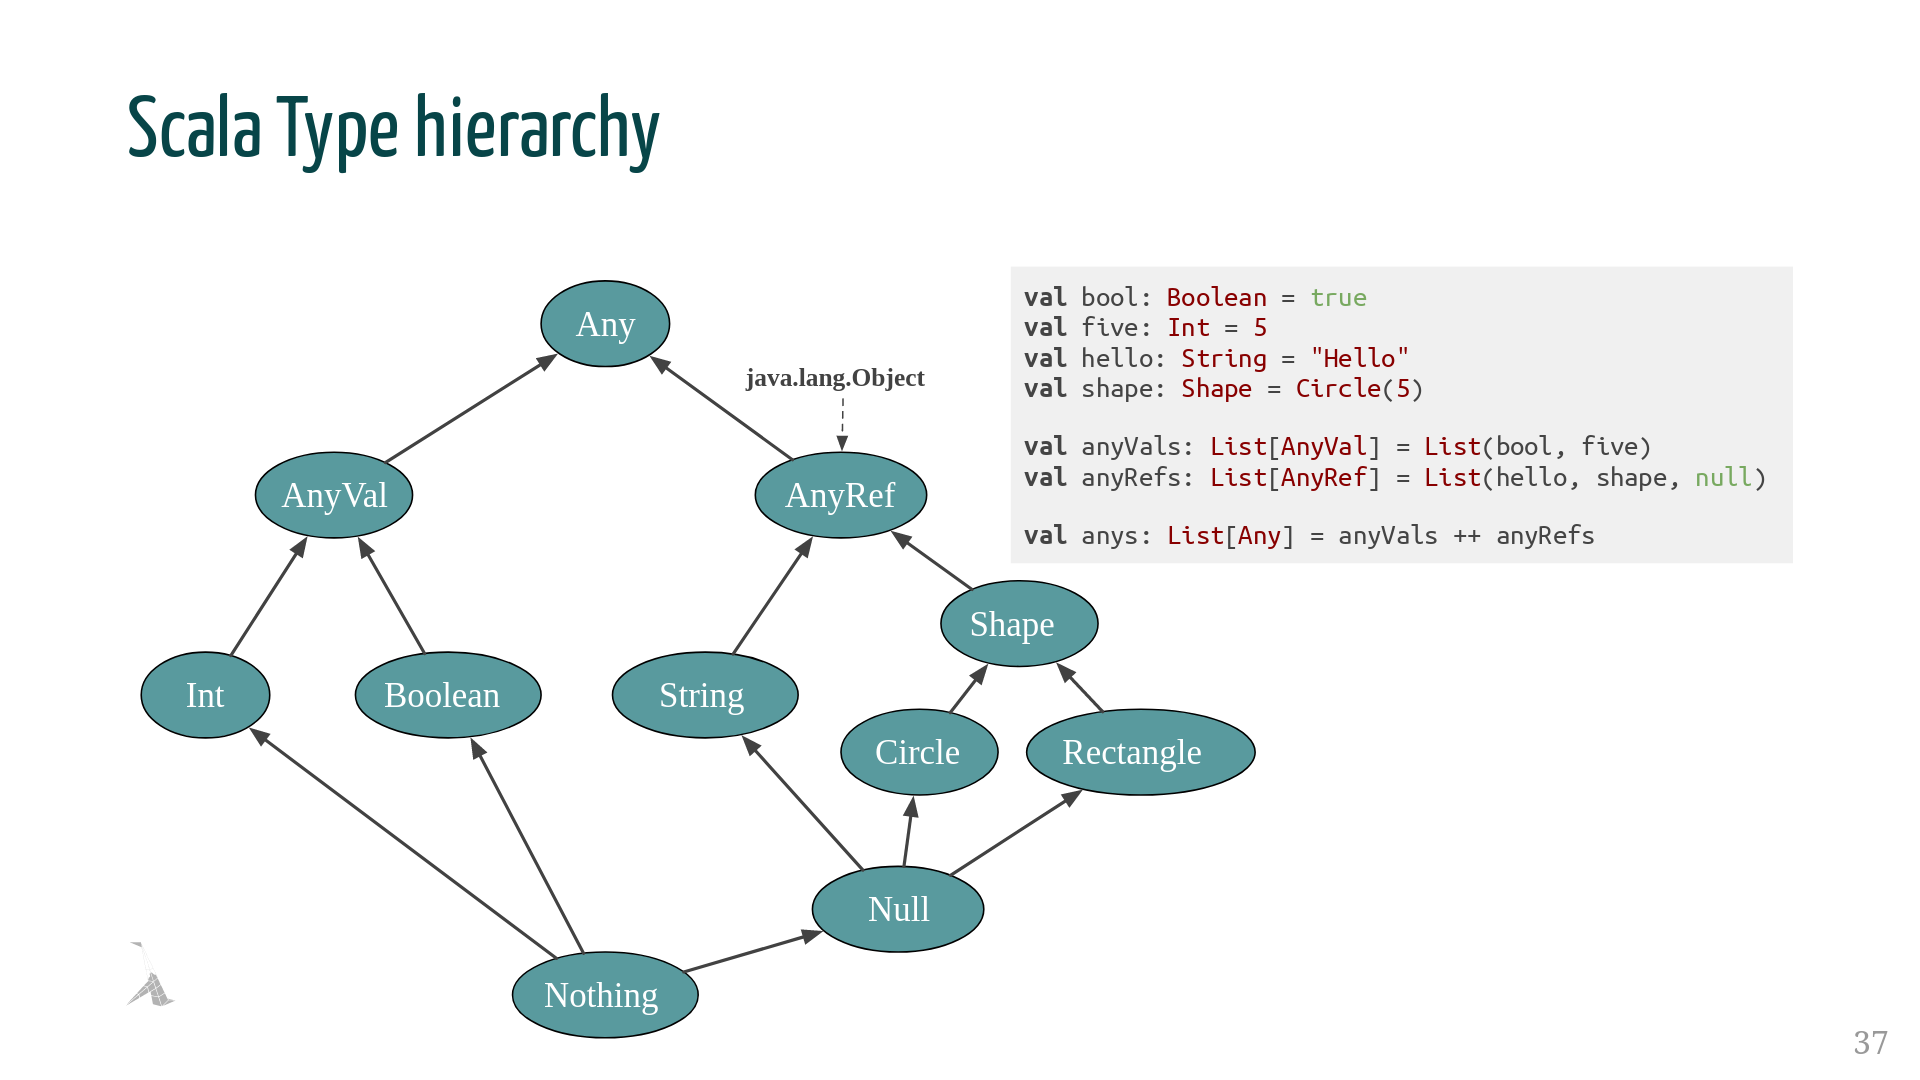 Scala Type hierarchy
Any
java.lang.Object
AnyVal
AnyRef
Shape
Int
Boolean
String
Circle
Rectangle
Null
Nothing
val bool: Boolean = true
val five: Int = 5
val hello: String = "Hello"
val shape: Shape = Circle(5)
val anyVals: List[AnyVal] = List(bool, five)
val anyRefs: List[AnyRef] = List(hello, shape, null)
val anys: List[Any] = anyVals ++ anyRefs
37